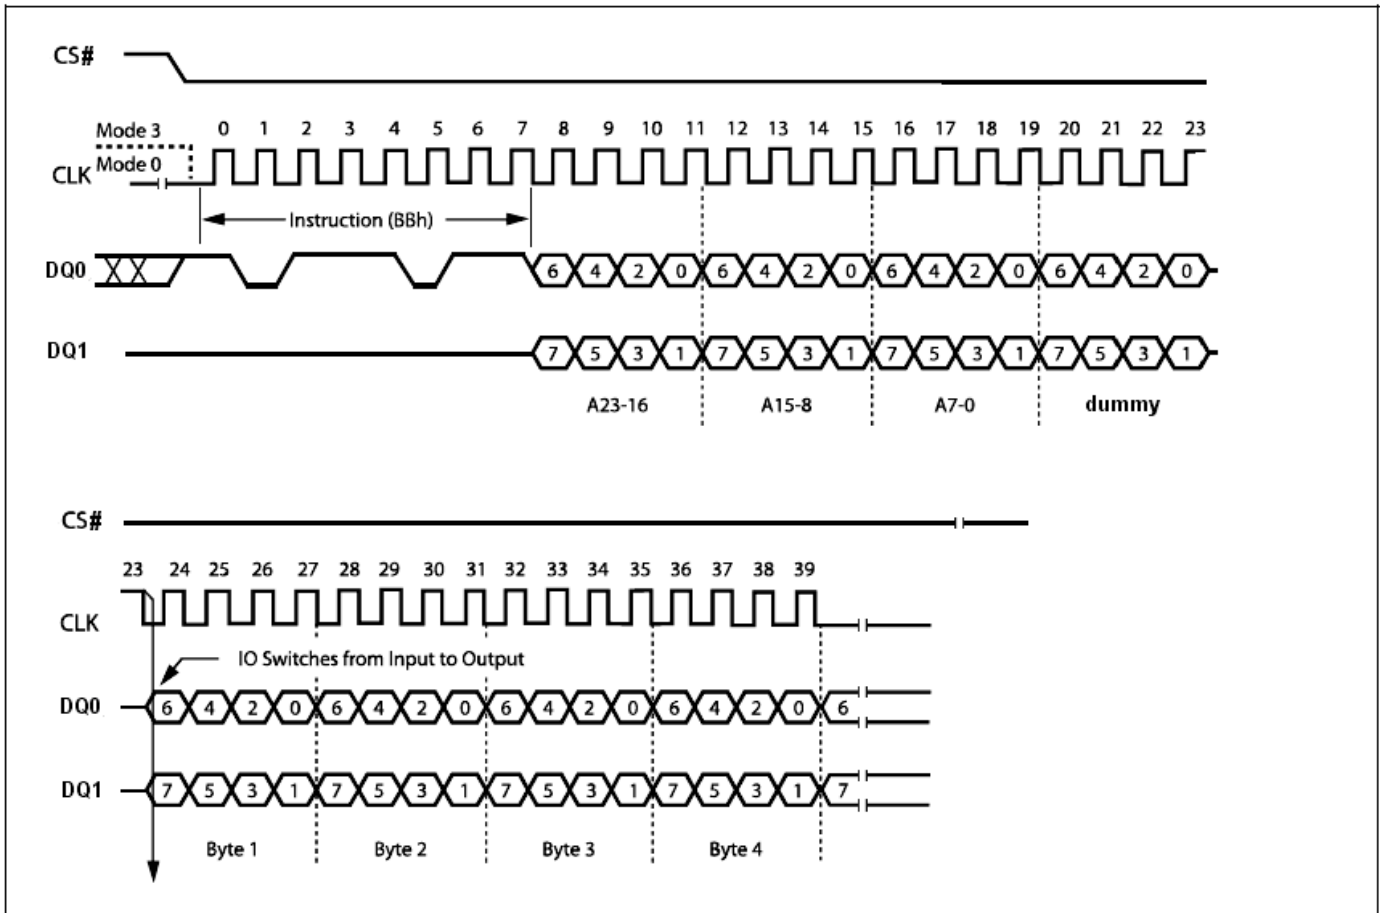 CS#
Mode 3
0 1 2 3 4 5 6 7 8 9 10 11 12 13 14 15 16 17 18 19 20 21 22 23
CLK Mode 0
Instruction (BBh)
DQ0 6 4 2 0 6 4 2 0 6 4 2 0 6 4 2 0
DQ1 7 5 3 1 7 5 3 1 7 5 3 1 7 5 3 1
A23-16 A15-8 A7-0 dummy
CS#
23 24 25 26 27 28 29 30 31 32 33 34 35 36 37 38 39
CLK
IO Switches from Input to Output
DQ0 6 4 2 0 6 4 2 0 6 4 2 0 6 4 2 0 6
DQ1 7 5 3 1 7 5 3 1 7 5 3 1 7 5 3 1 7
Byte 1 Byte 2 Byte 3 Byte 4